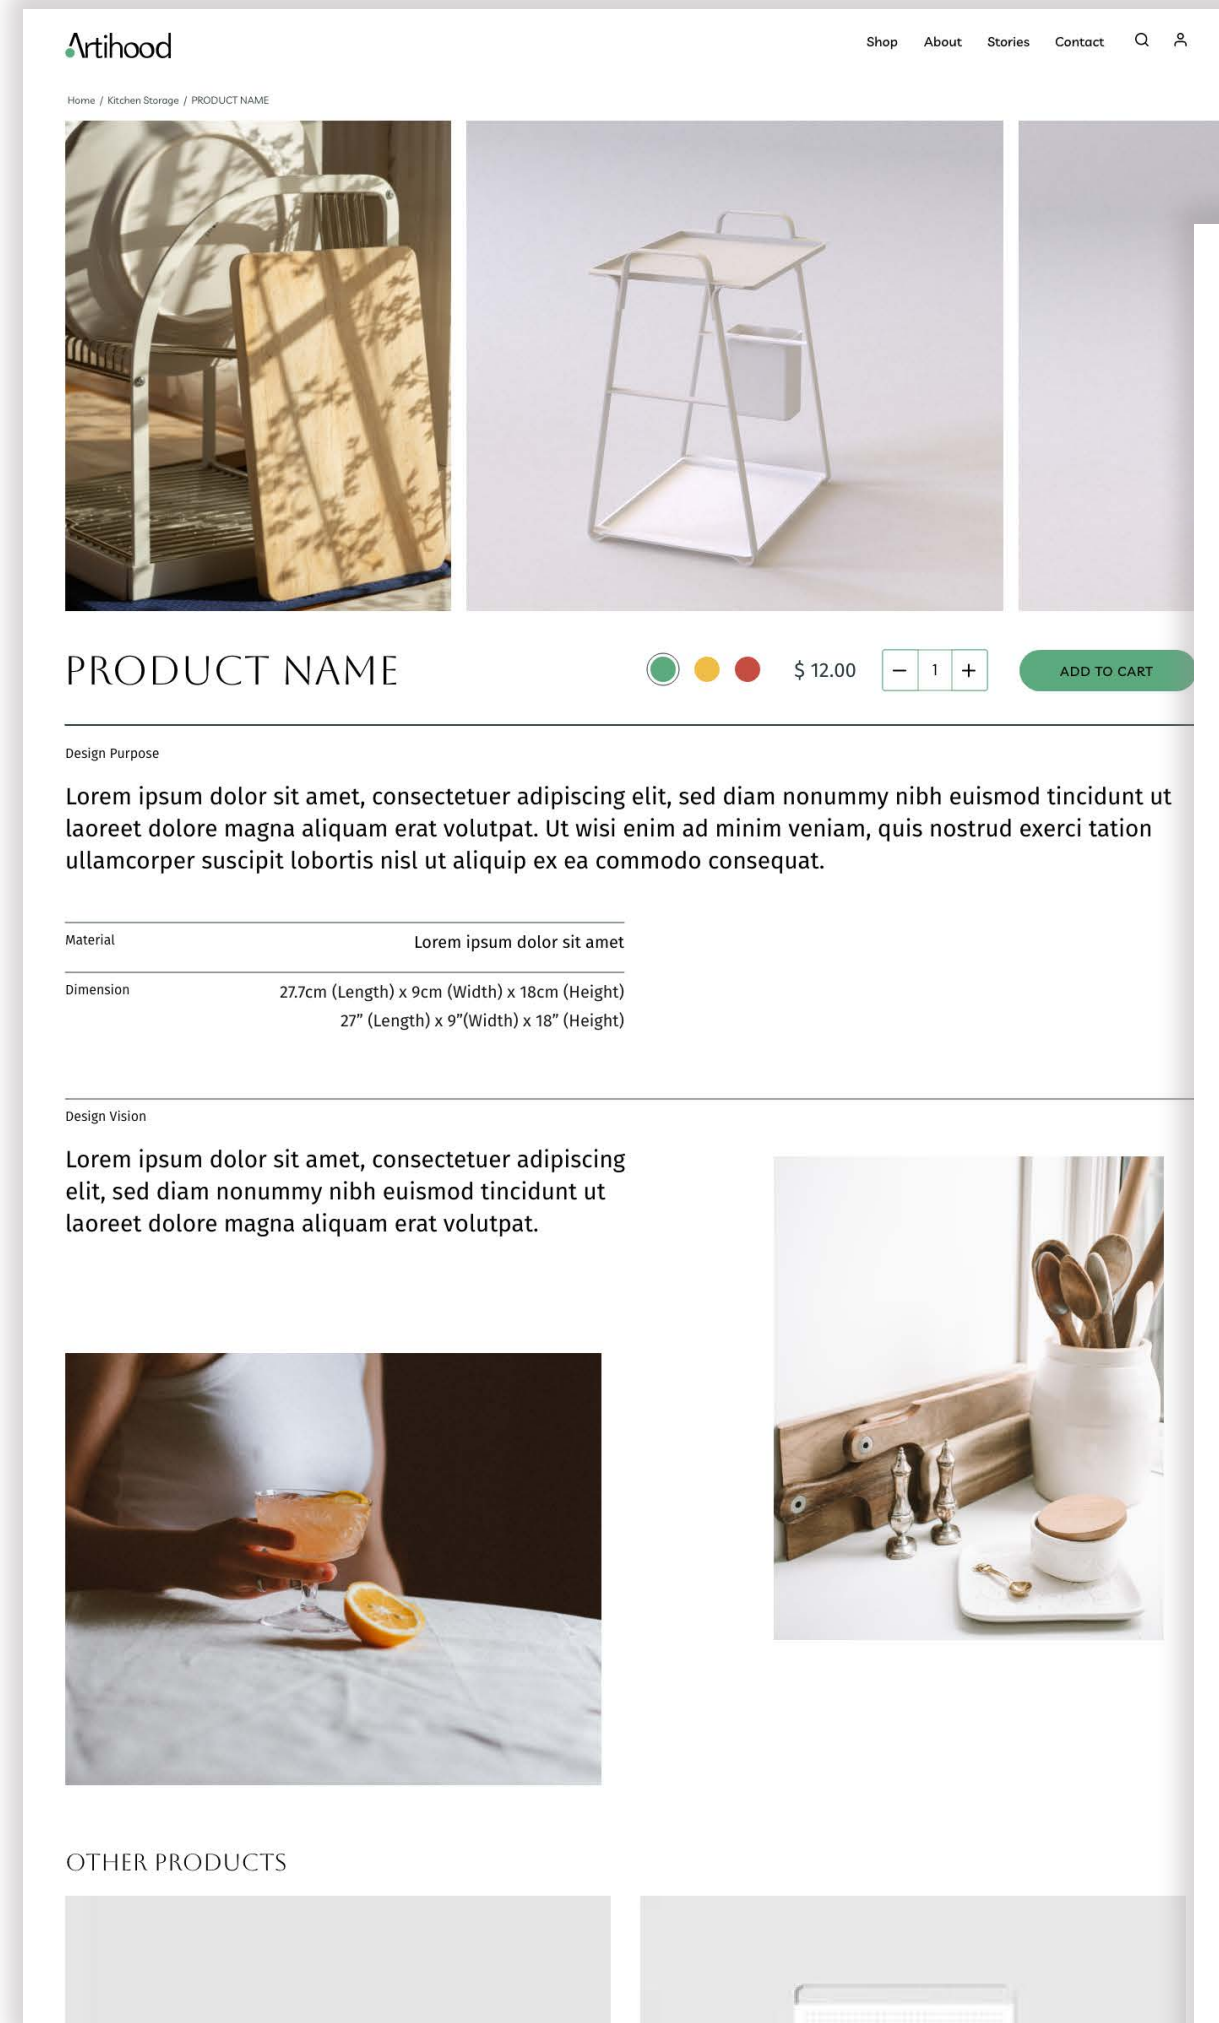 Artihood
Shop About Stories Contact
Home / Kitchen Storage / PRODUCT NAME
PRODUCT NAME
$ 12.00
1
ADD TO CART
Design Purpose
Lorem ipsum dolor sit amet, consectetuer adipiscing elit, sed diam nonummy nibh euismod tincidunt ut
laoreet dolore magna aliquam erat volutpat. Ut wisi enim ad minim veniam, quis nostrud exerci tation
ullamcorper suscipit lobortis nisl ut aliquip ex ea commodo consequat.
Material Lorem ipsum dolor sit amet
Dimension 27.7cm (Length) x 9cm (Width) x 18cm (Height)
27” (Length) x 9”(Width) x 18” (Height)
Design Vision
Lorem ipsum dolor sit amet, consectetuer adipiscing
elit, sed diam nonummy nibh euismod tincidunt ut
laoreet dolore magna aliquam erat volutpat.
OTHER PRODUCTS